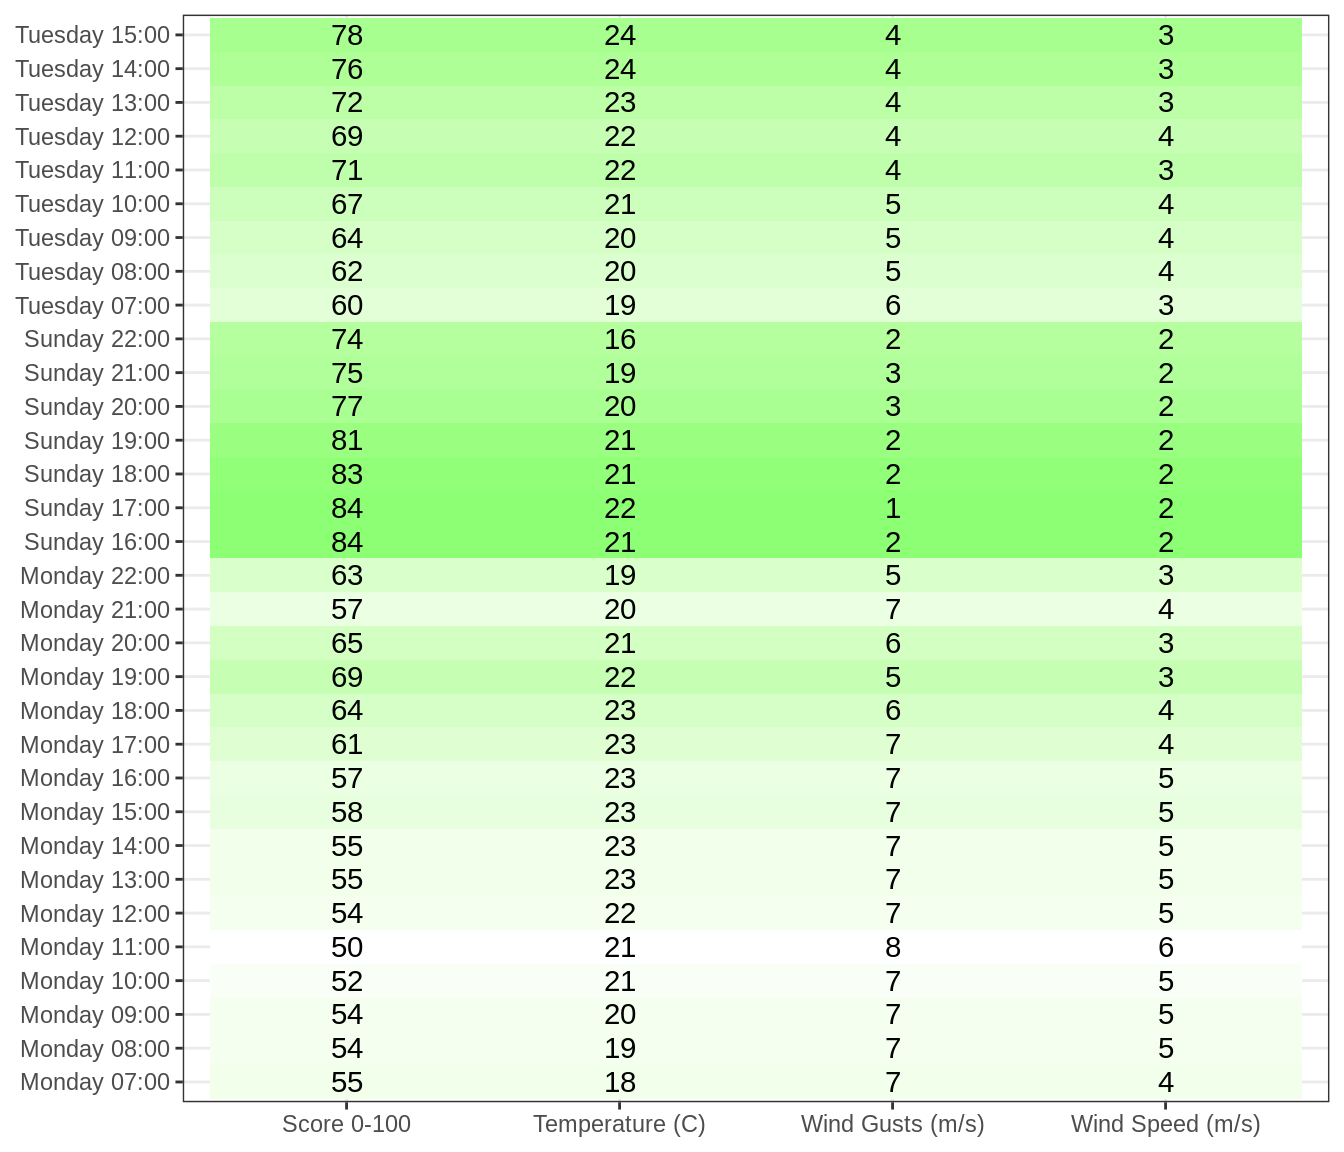 Tuesday 15:00 78 24 4 3
Tuesday 14:00 76 24 4 3
Tuesday 13:00 72 23 4 3
Tuesday 12:00 69 22 4 4
Tuesday 11:00 71 22 4 3
Tuesday 10:00 67 21 5 4
Tuesday 09:00 64 20 5 4
Tuesday 08:00 62 20 5 4
Tuesday 07:00 60 19 6 3
Sunday 22:00 74 16 2 2
Sunday 21:00 75 19 3 2
Sunday 20:00 77 20 3 2
Sunday 19:00 81 21 2 2
Sunday 18:00 83 21 2 2
Sunday 17:00 84 22 1 2
Sunday 16:00 84 21 2 2
Monday 22:00 63 19 5 3
Monday 21:00 57 20 7 4
Monday 20:00 65 21 6 3
Monday 19:00 69 22 5 3
Monday 18:00 64 23 6 4
Monday 17:00 61 23 7 4
Monday 16:00 57 23 7 5
Monday 15:00 58 23 7 5
Monday 14:00 55 23 7 5
Monday 13:00 55 23 7 5
Monday 12:00 54 22 7 5
Monday 11:00 50 21 8 6
Monday 10:00 52 21 7 5
Monday 09:00 54 20 7 5
Monday 08:00 54 19 7 5
Monday 07:00 55 18 7 4
Score 0-100 Temperature (C) Wind Gusts (m/s) Wind Speed (m/s)